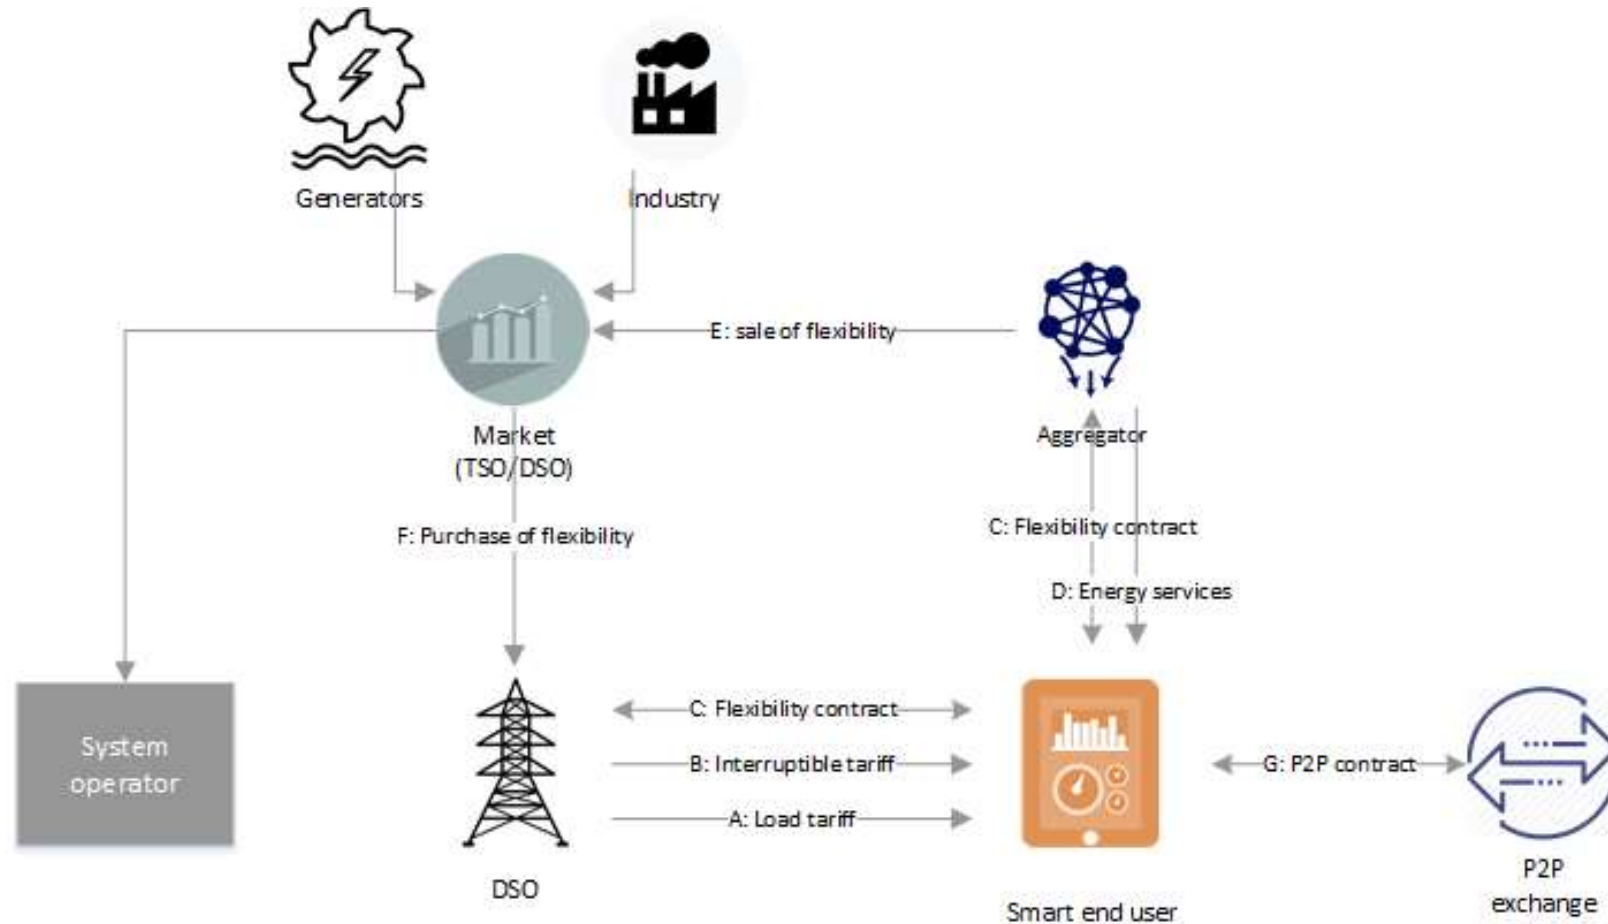 Generators
Industry
E: sale of flexibility
Market
(TSO/DSO)
Aggregator
F: Purchase of flexibility
C: Flexibility contract
D: Energy services
System
operator
C: Flexibility contract
B: Interruptible tariff
A: Load tariff
G: P2P contract
DSO
Smart end user
P2P
exchange